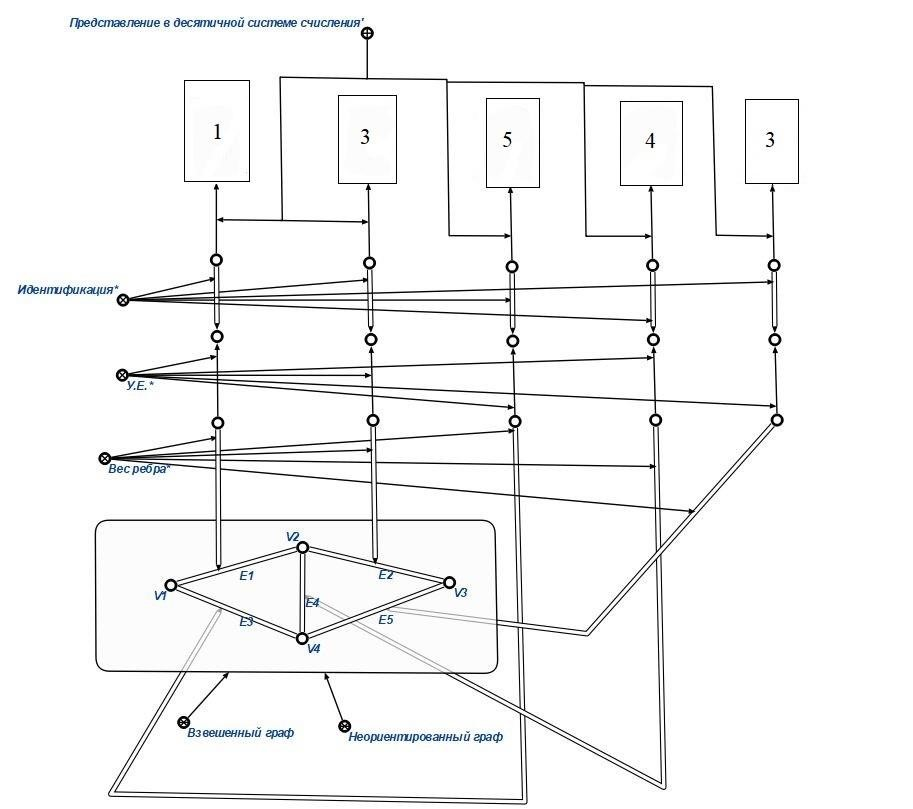 Представление в десятичной системе счисления'
1
3
5
4
3
Идентификация*
У.Е.*
Вес ребра*
V2
E1
E2
V1
V3
E4
E3
E5
V4
Взвешенный граф
Неориентированный граф